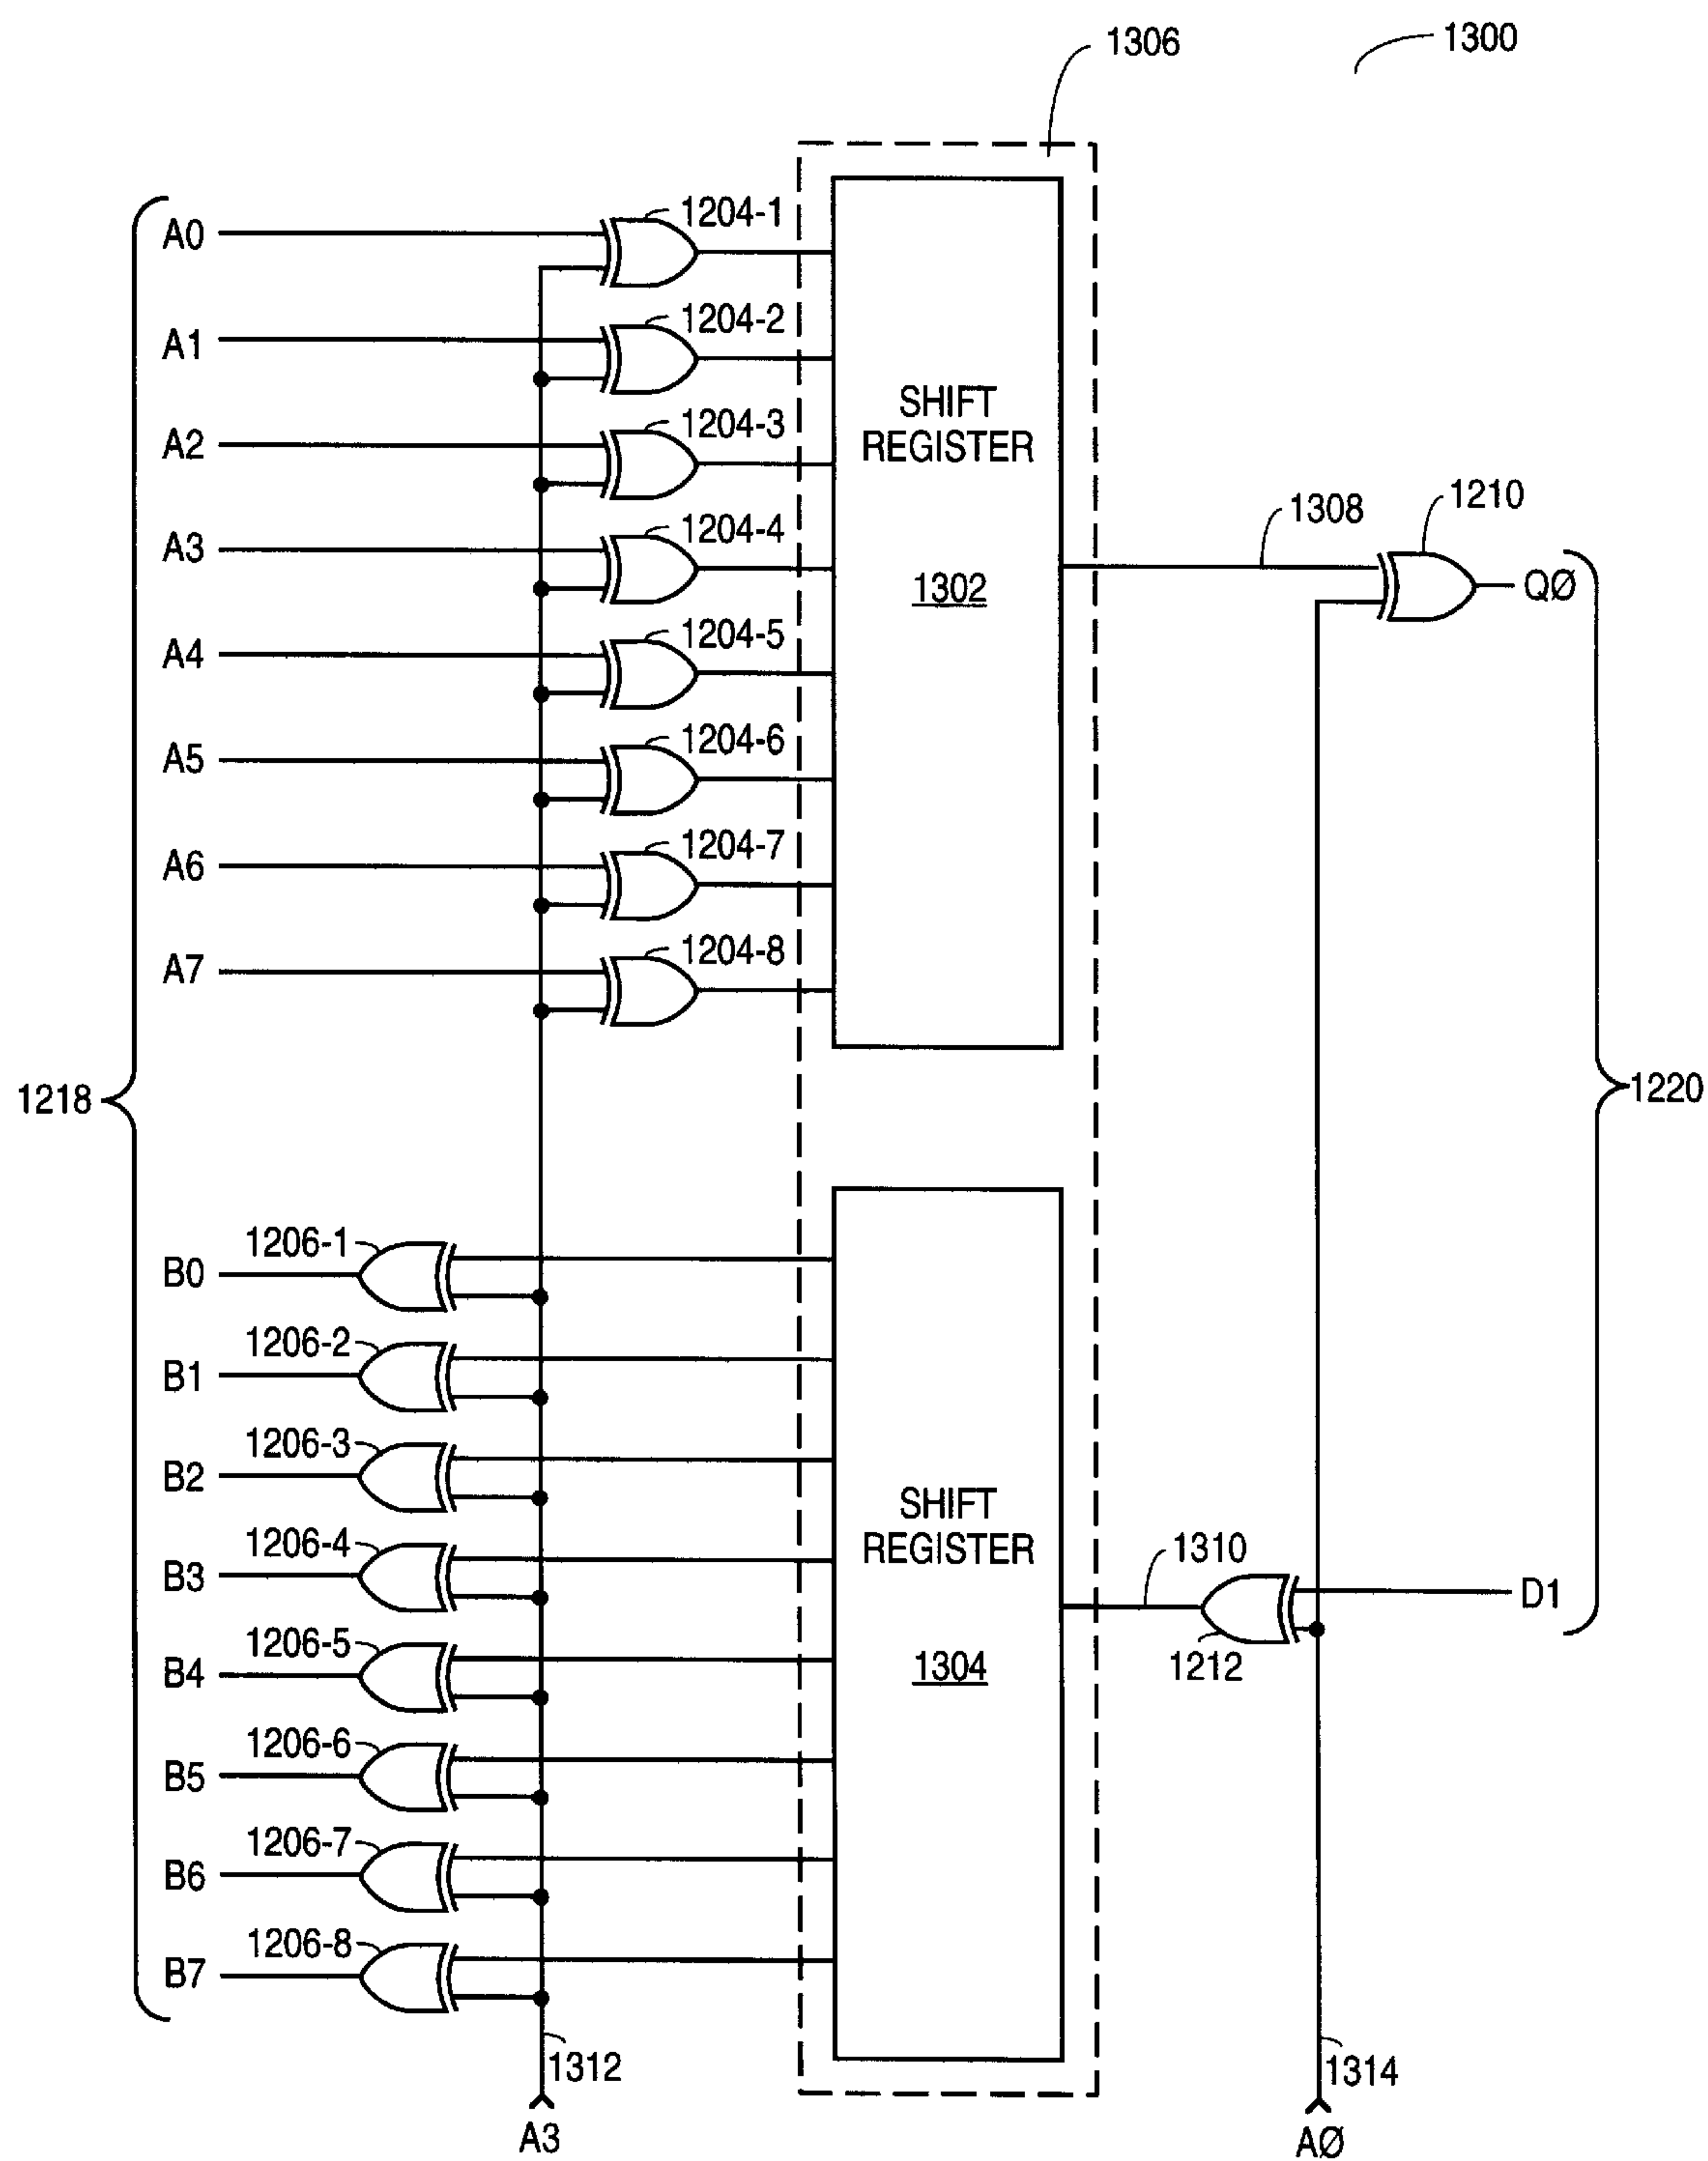 1306
1300
1204-1
A0
1204-2
A1
1204-3
A2
SHIFT
REGISTER
1302
1204-4
A3
1308
1210
QØ
1204-5
A4
1204-6
A5
1204-7
A6
1204-8
A7
1218
1220
1206-1
B0
1206-2
B1
1206-3
B2
SHIFT
REGISTER
1304
1206-4
B3
1310
D1
1212
1206-5
B4
1206-6
B5
1206-7
B6
1206-8
B7
1312
1314
A3
AØ